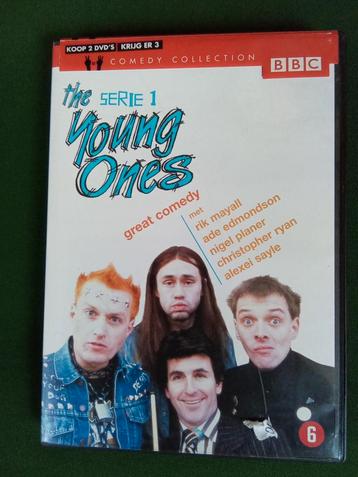 KOOP 2 DVD'S | KRIJG ER 3
COMEDY COLLECTION
BBC
the SERIE 1
Young
Ones
great comedy
met
rik mayall
ade edmondson
nigel planer
christopher ryan
alexei sayle
6